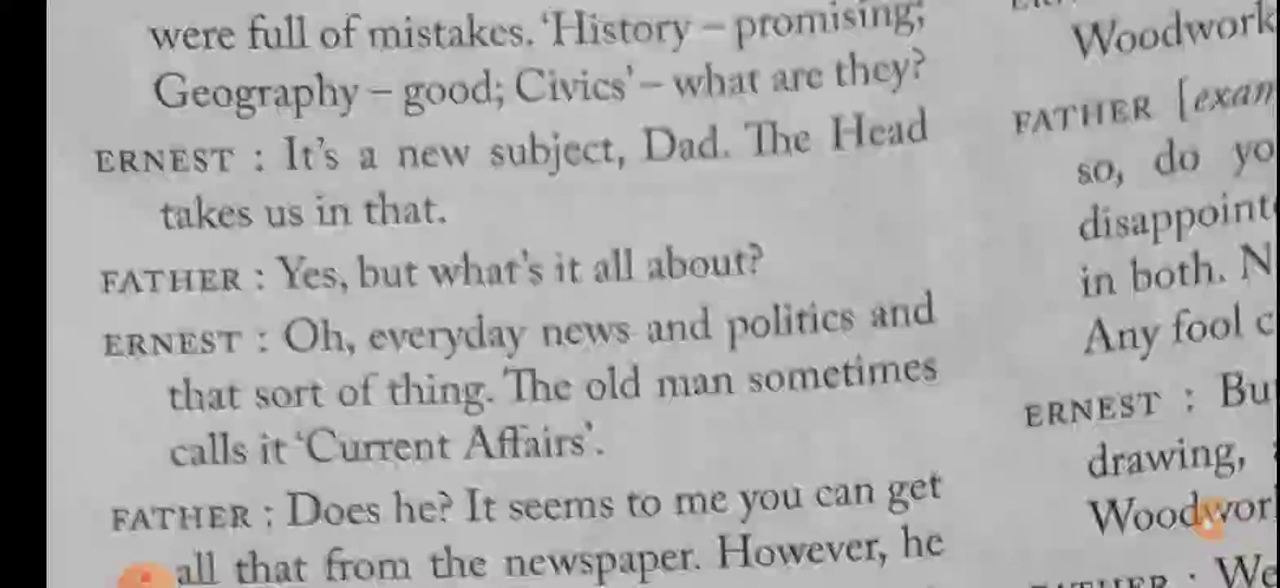 were full of mistakes. 'History – promising;
Geography – good; Civics' – what are they?
ERNEST : It's a new subject, Dad. The Head
takes us in that.
FATHER : Yes, but what's it all about?
ERNEST : Oh, everyday news and politics and
that sort of thing. The old man sometimes
calls it 'Current Affairs'.
FATHER : Does he? It seems to me you can get
all that from the newspaper. However, he
Woodwork
FATHER [exam
so, do yo
disappoint
in both. N
Any fool c
ERNEST : Bu
drawing,
Woodwor
FATHER : We